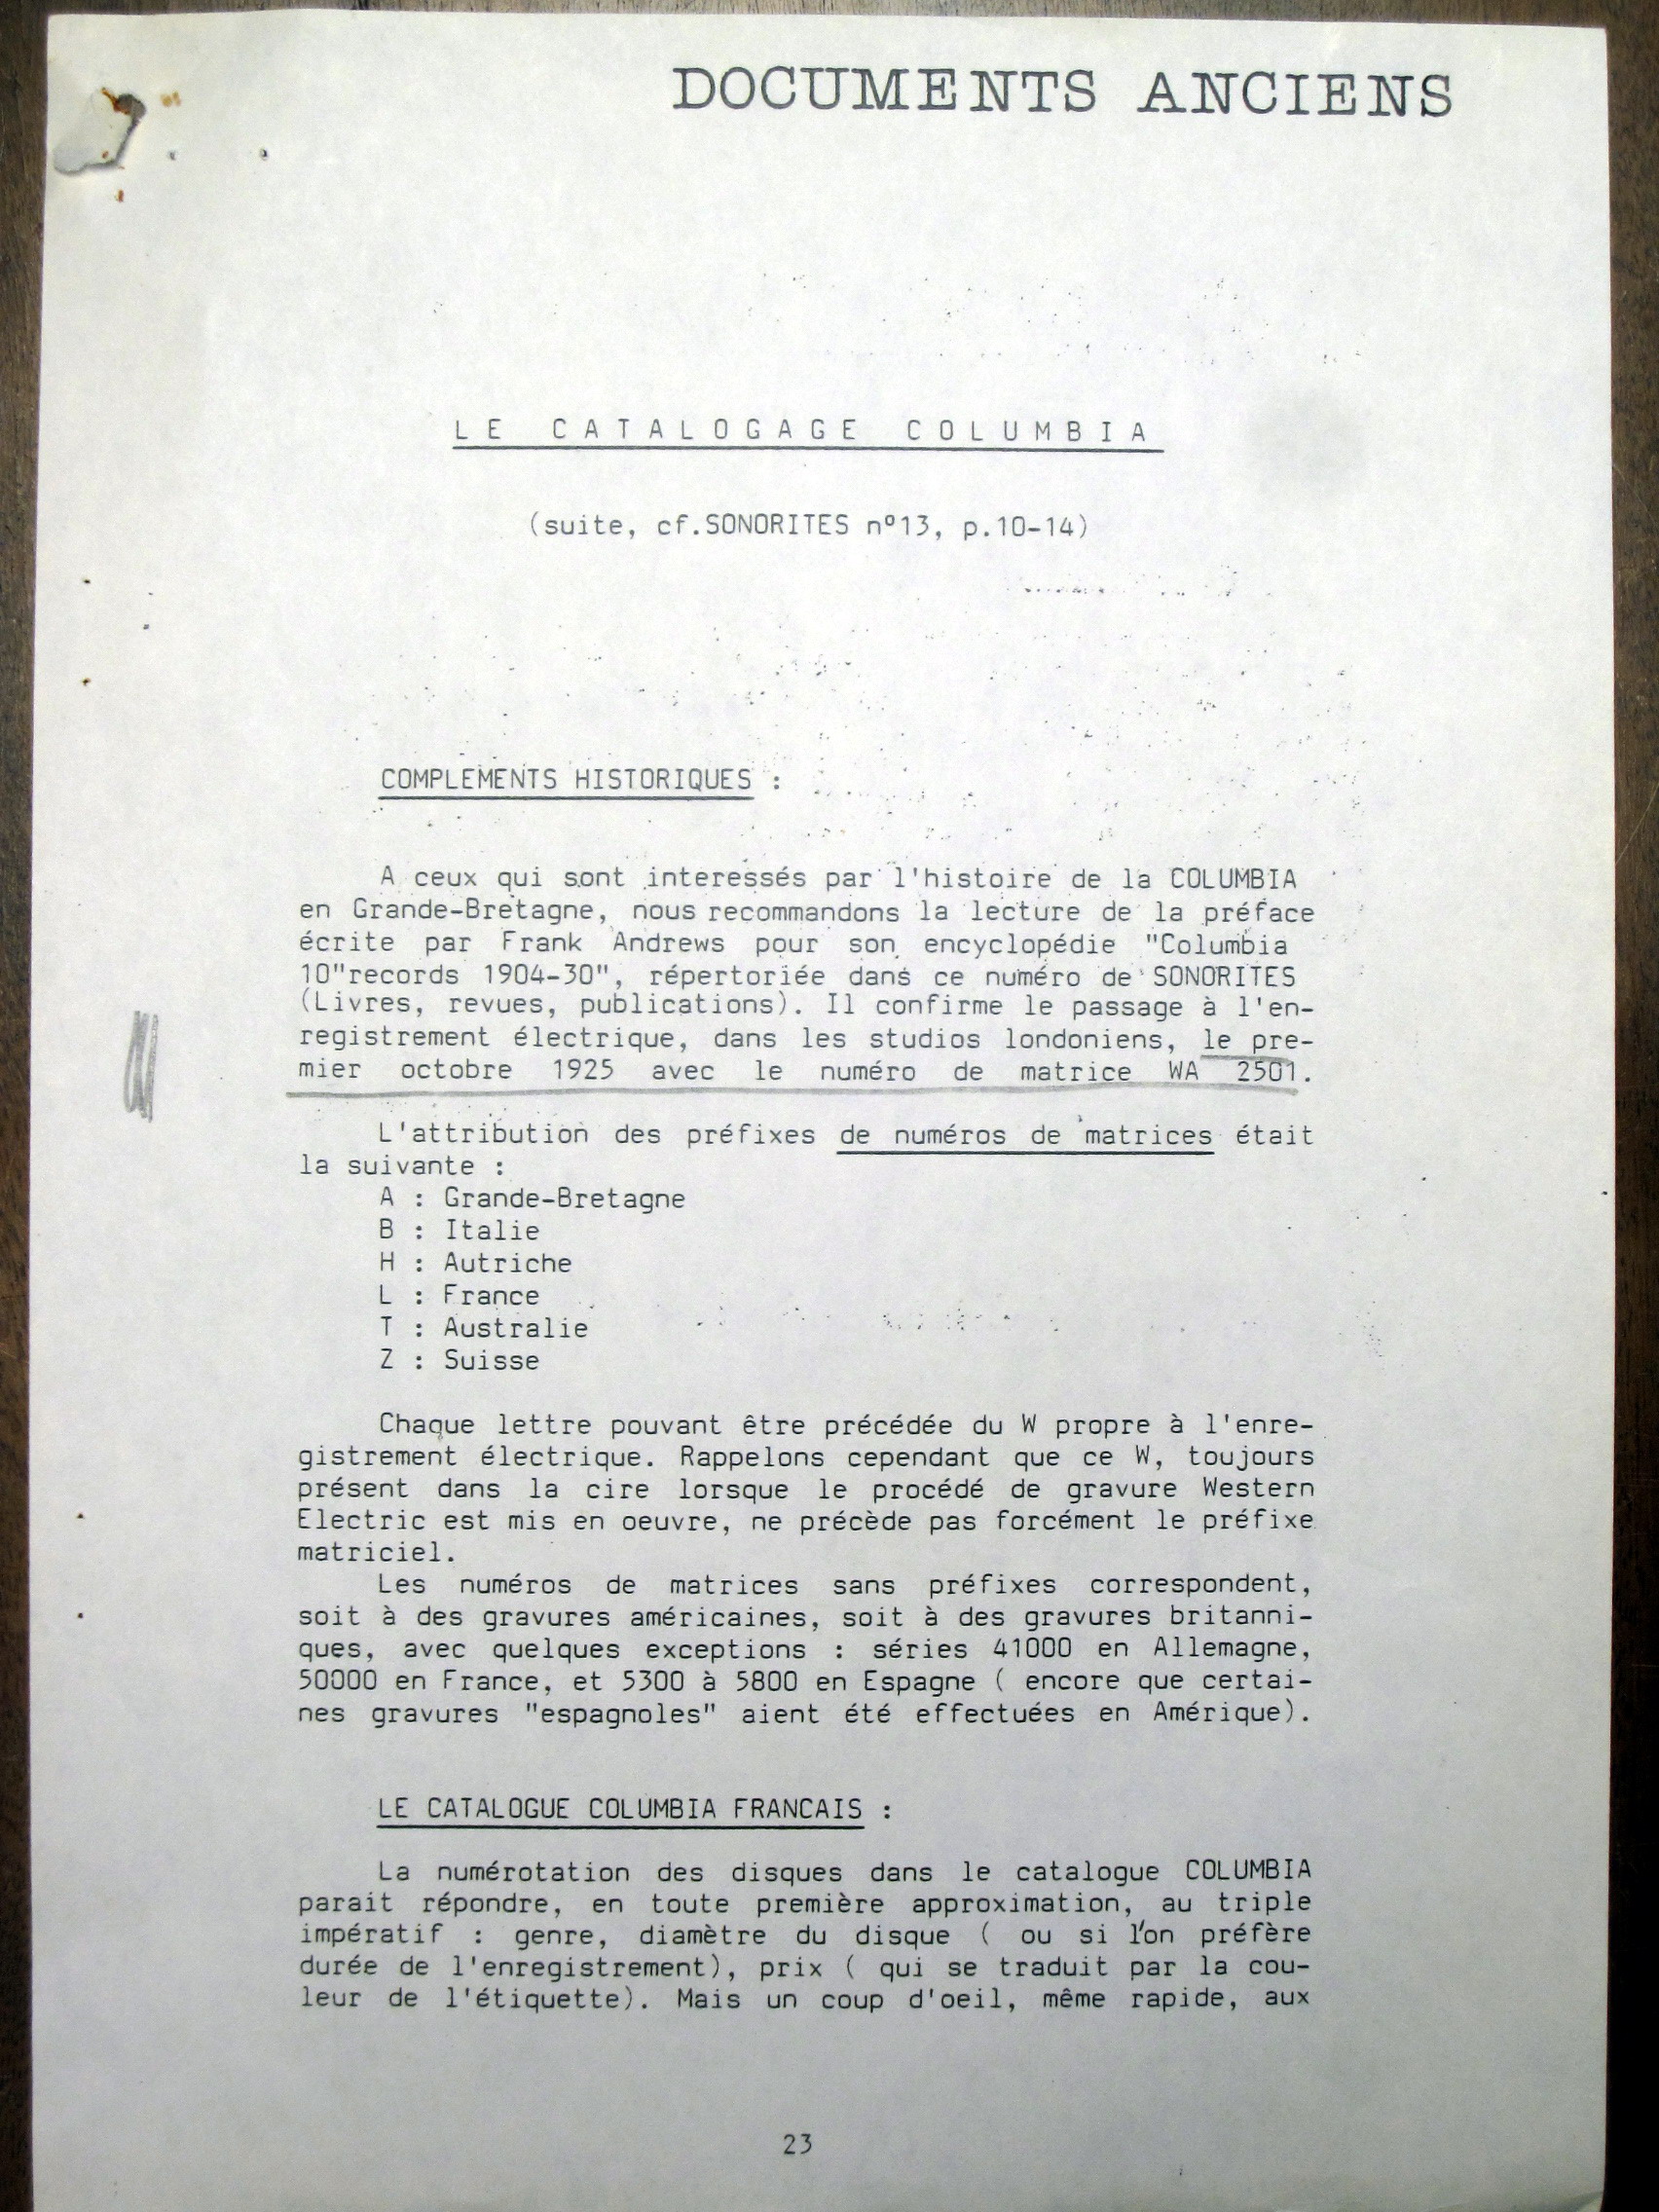 DOCUMENTS ANCIENS
LE CATALOGAGE COLUMBIA
(suite, cf.SONORITES nº13, p.10-14)
COMPLEMENTS HISTORIQUES :
A ceux qui sont interessés par l'histoire de la COLUMBIA
en Grande-Bretagne, nous recommandons la lecture de la préface
écrite par Frank Andrews pour son encyclopédie "Columbia
10"records 1904-30", répertoriée dans ce numéro de SONORITES
(Livres, revues, publications). Il confirme le passage à l'en-
registrement électrique, dans les studios londoniens, le pre-
mier octobre 1925 avec le numéro de matrice WA 2501.
L'attribution des préfixes de numéros de matrices était
la suivante :
A : Grande-Bretagne
B : Italie
H : Autriche
L : France
T : Australie
Z : Suisse
Chaque lettre pouvant être précédée du W propre à l'enre-
gistrement électrique. Rappelons cependant que ce W, toujours
présent dans la cire lorsque le procédé de gravure Western
Electric est mis en oeuvre, ne précède pas forcément le préfixe
matriciel.
Les numéros de matrices sans préfixes correspondent,
soit à des gravures américaines, soit à des gravures britanni-
ques, avec quelques exceptions : séries 41000 en Allemagne,
50000 en France, et 5300 à 5800 en Espagne ( encore que certai-
nes gravures "espagnoles" aient été effectuées en Amérique).
LE CATALOGUE COLUMBIA FRANCAIS :
La numérotation des disques dans le catalogue COLUMBIA
parait répondre, en toute première approximation, au triple
impératif : genre, diamètre du disque ( ou si l'on préfère
durée de l'enregistrement), prix ( qui se traduit par la cou-
leur de l'étiquette). Mais un coup d'oeil, même rapide, aux
23